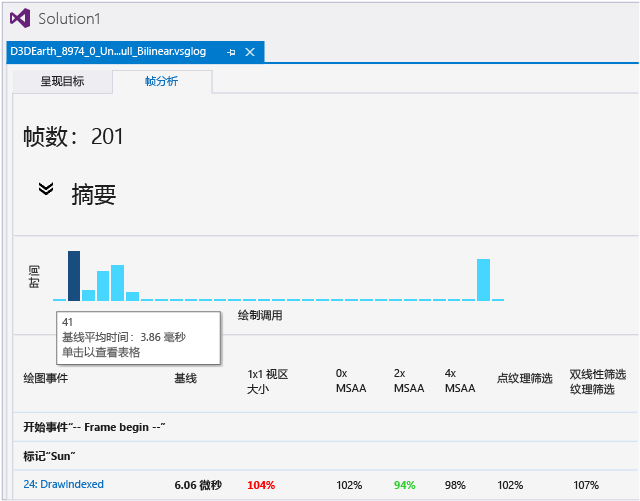 Solution1
D3DEarth_8974_0_Un...ull_Bilinear.vsglog
呈现目标 帧分析
帧数：201
摘要
时间
绘制调用
41
基线平均时间：3.86 毫秒
单击以查看表格
绘图事件 基线 1x1 视区大小 0x MSAA 2x MSAA 4x MSAA 点纹理筛选 双线性筛选纹理筛选
开始事件“-- Frame begin --”
标记“Sun”
24: DrawIndexed 6.06 微秒 104% 102% 94% 98% 102% 107%